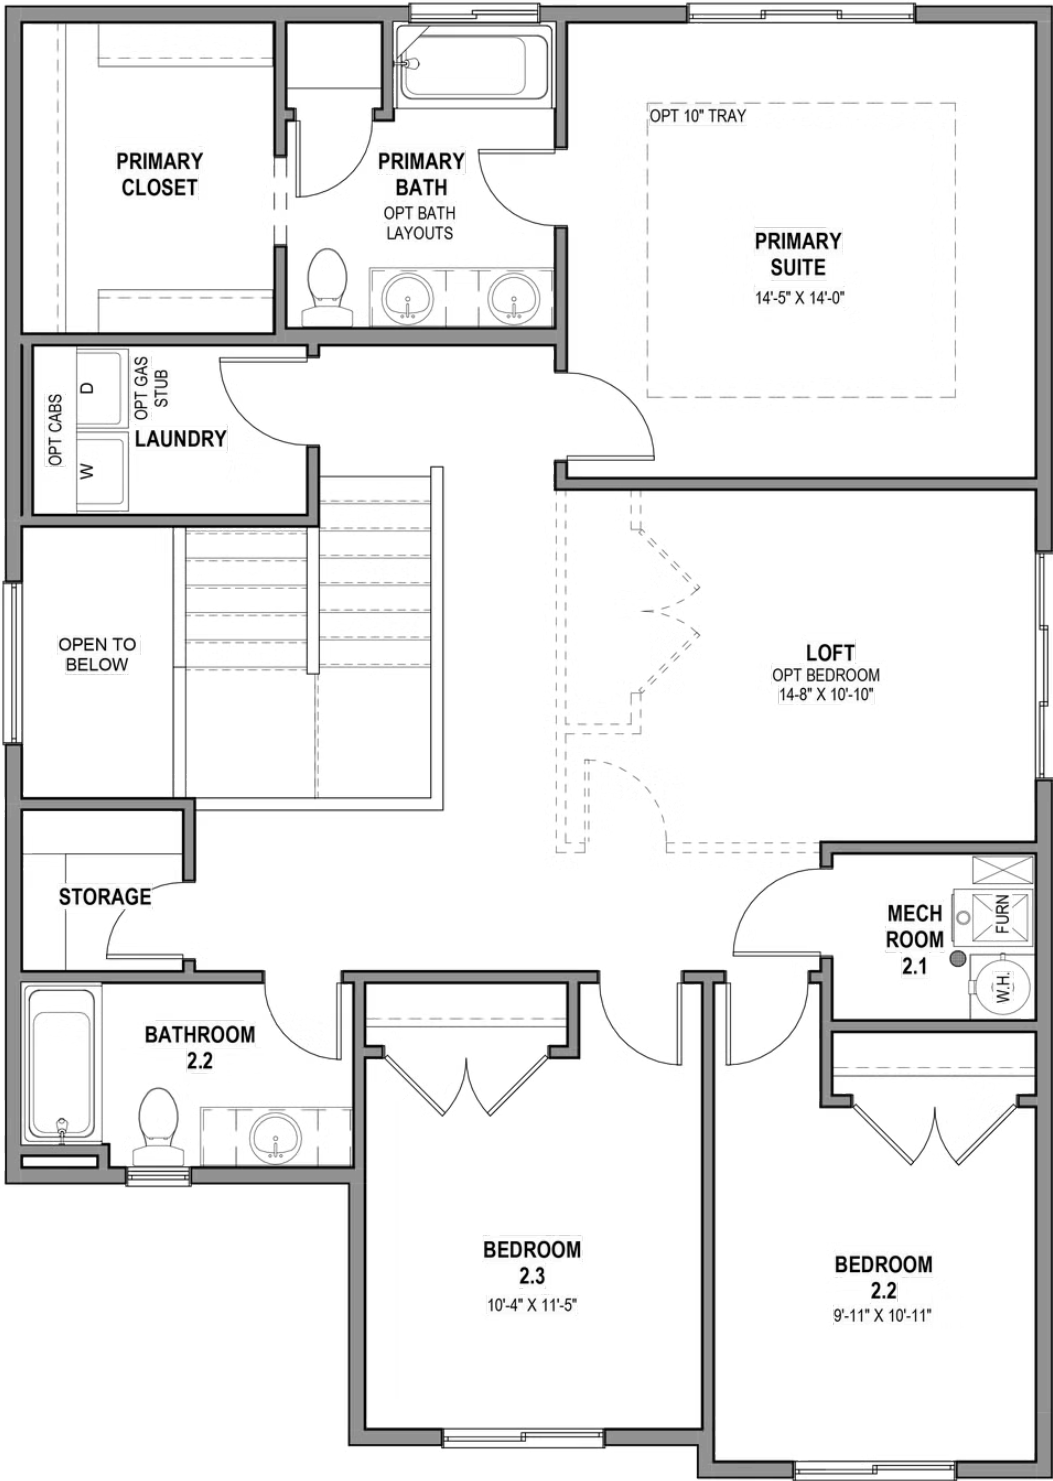 OPT 10" TRAY
PRIMARY
CLOSET
PRIMARY
BATH
OPT BATH
LAYOUTS
PRIMARY
SUITE
14'-5" X 14'-0"
OPT CABS
D
W
OPT GAS
STUB
LAUNDRY
OPEN TO
BELOW
LOFT
OPT BEDROOM
14-8" X 10'-10"
STORAGE
MECH
ROOM
2.1
FURN
W.H.
BATHROOM
2.2
BEDROOM
2.3
10'-4" X 11'-5"
BEDROOM
2.2
9'-11" X 10'-11"